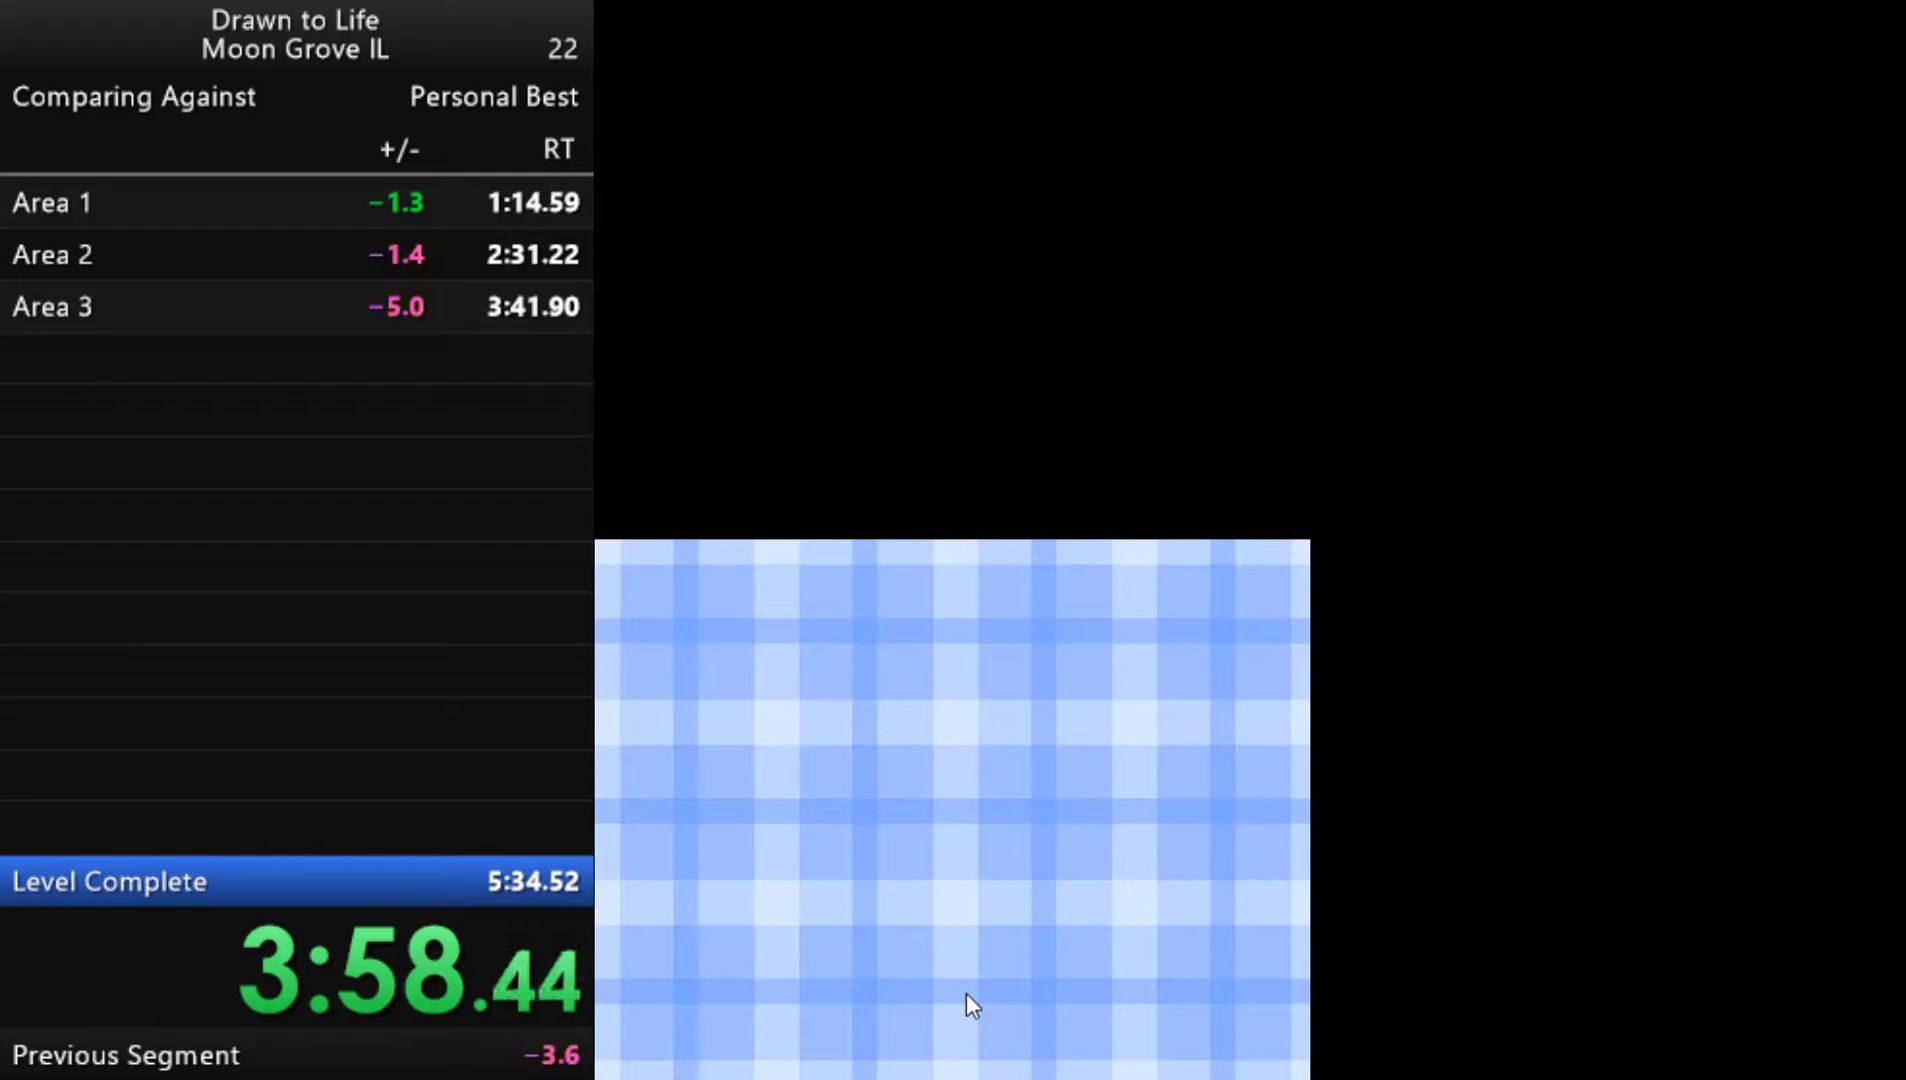 Drawn to Life
Moon Grove IL 22
Comparing Against Personal Best
+/- RT
Area 1 −1.3 1:14.59
Area 2 −1.4 2:31.22
Area 3 −5.0 3:41.90
Level Complete 5:34.52
3:58.44
Previous Segment −3.6